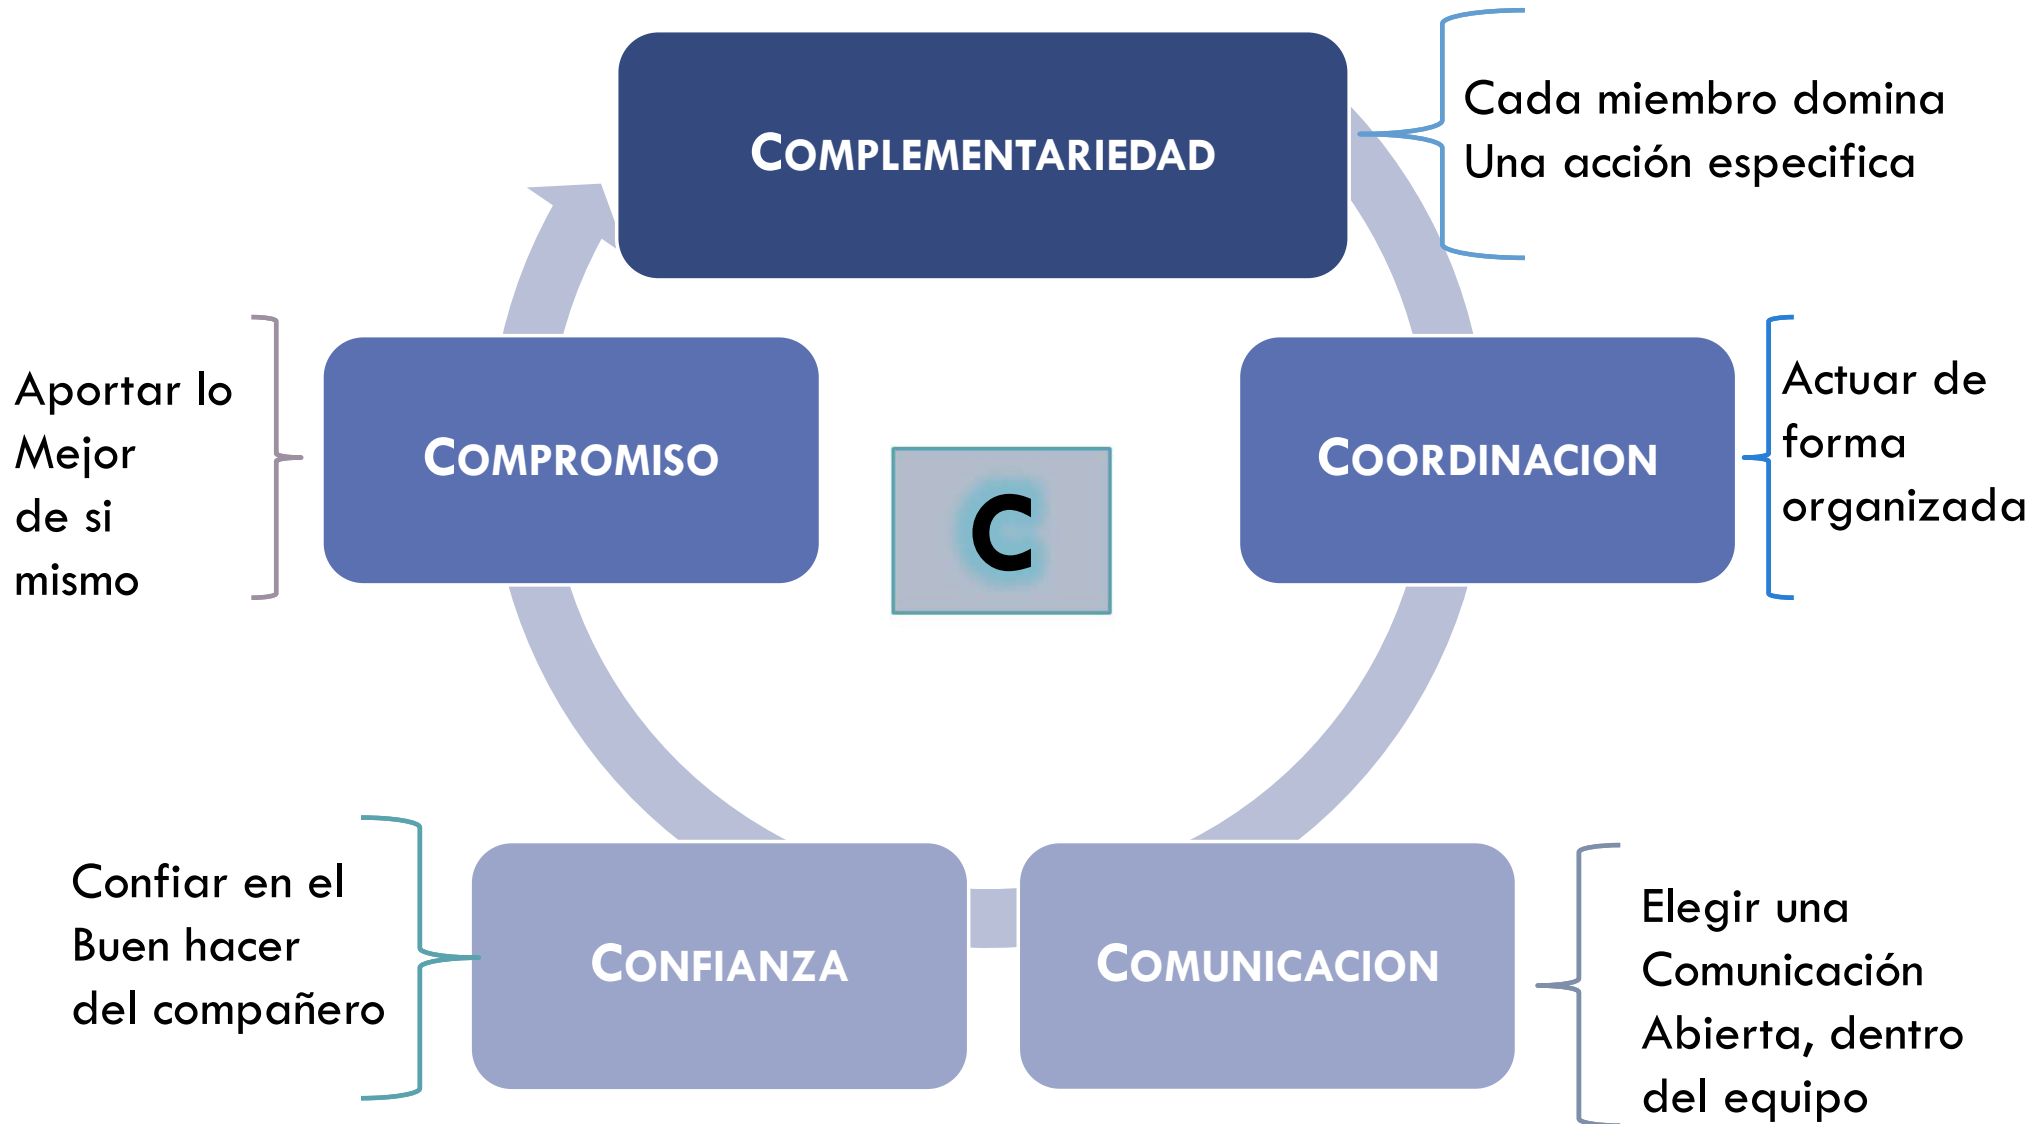 COMPLEMENTARIEDAD
Cada miembro domina
Una acción especifica
COORDINACION
Actuar de
forma
organizada
COMUNICACION
Elegir una
Comunicación
Abierta, dentro
del equipo
CONFIANZA
Confiar en el
Buen hacer
del compañero
COMPROMISO
Aportar lo
Mejor
de si
mismo
C